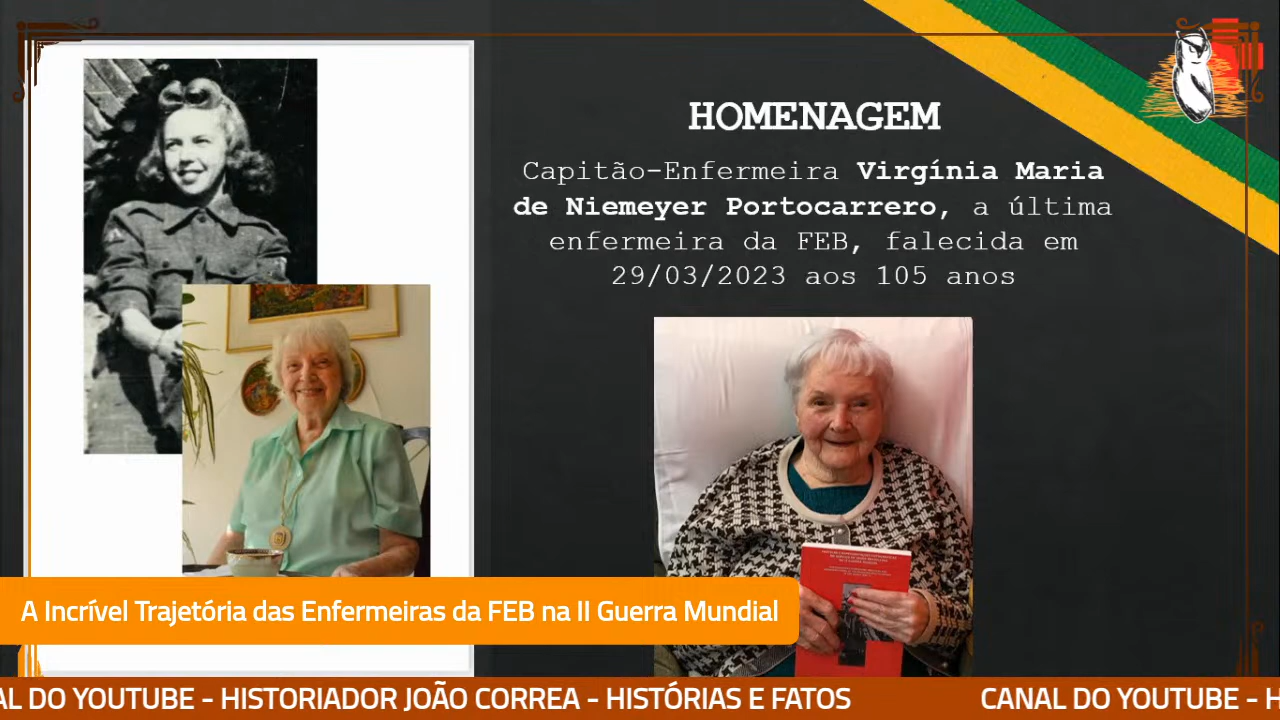 HOMENAGEM
Capitão-Enfermeira Virgínia Maria
de Niemeyer Portocarrero, a última
enfermeira da FEB, falecida em
29/03/2023 aos 105 anos
A Incrível Trajetória das Enfermeiras da FEB na II Guerra Mundial
AL DO YOUTUBE - HISTORIADOR JOÃO CORREA - HISTÓRIAS E FATOS CANAL DO YOUTUBE - H